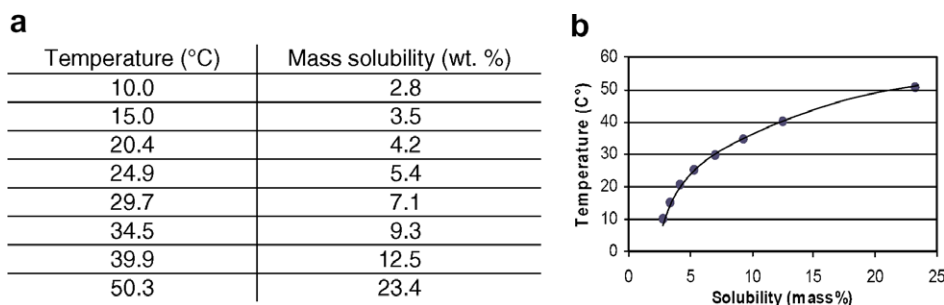 a
Temperature (°C) Mass solubility (wt. %)
10.0 2.8
15.0 3.5
20.4 4.2
24.9 5.4
29.7 7.1
34.5 9.3
39.9 12.5
50.3 23.4
b
Temperature (C°)
60
50
40
30
20
10
0
0 5 10 15 20 25
Solubility (mass%)